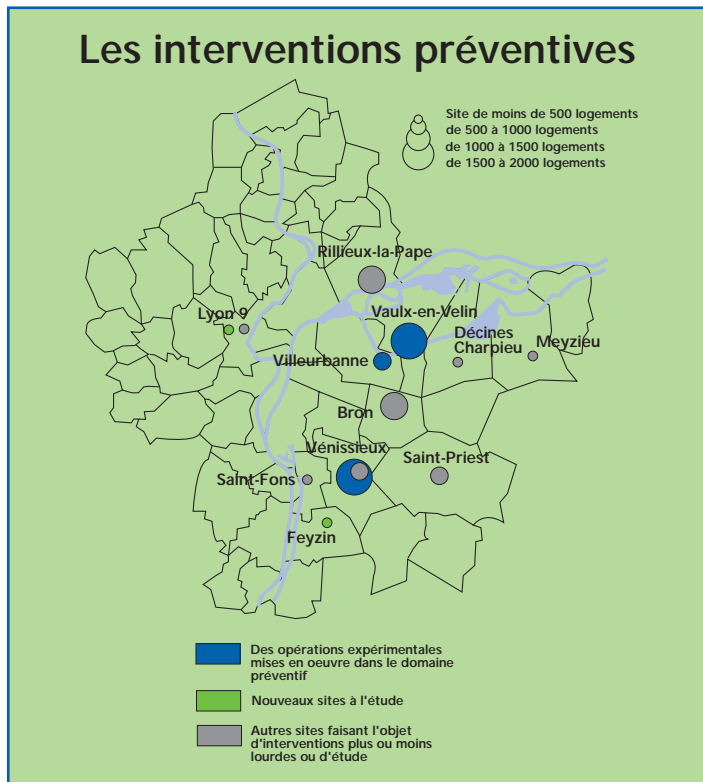 Les interventions préventives
Site de moins de 500 logements
de 500 à 1000 logements
de 1000 à 1500 logements
de 1500 à 2000 logements
Rillieux-la-Pape
Lyon 9
Vaulx-en-Velin
Décines
Charpieu
Meyzieu
Villeurbanne
Bron
Vénissieux
Saint-Priest
Saint-Fons
Feyzin
Des opérations expérimentales
mises en oeuvre dans le domaine
préventif
Nouveaux sites à l'étude
Autres sites faisant l'objet
d'interventions plus ou moins
lourdes ou d'étude